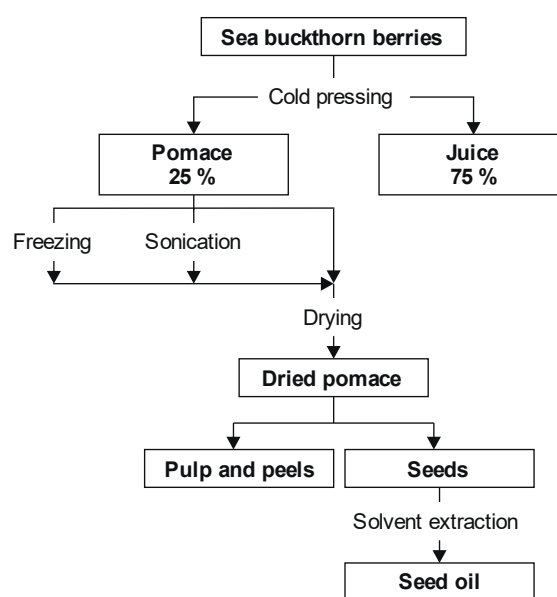 Sea buckthorn berries
Cold pressing
Pomace
25 %
Juice
75 %
Freezing
Sonication
Drying
Dried pomace
Pulp and peels
Seeds
Solvent extraction
Seed oil